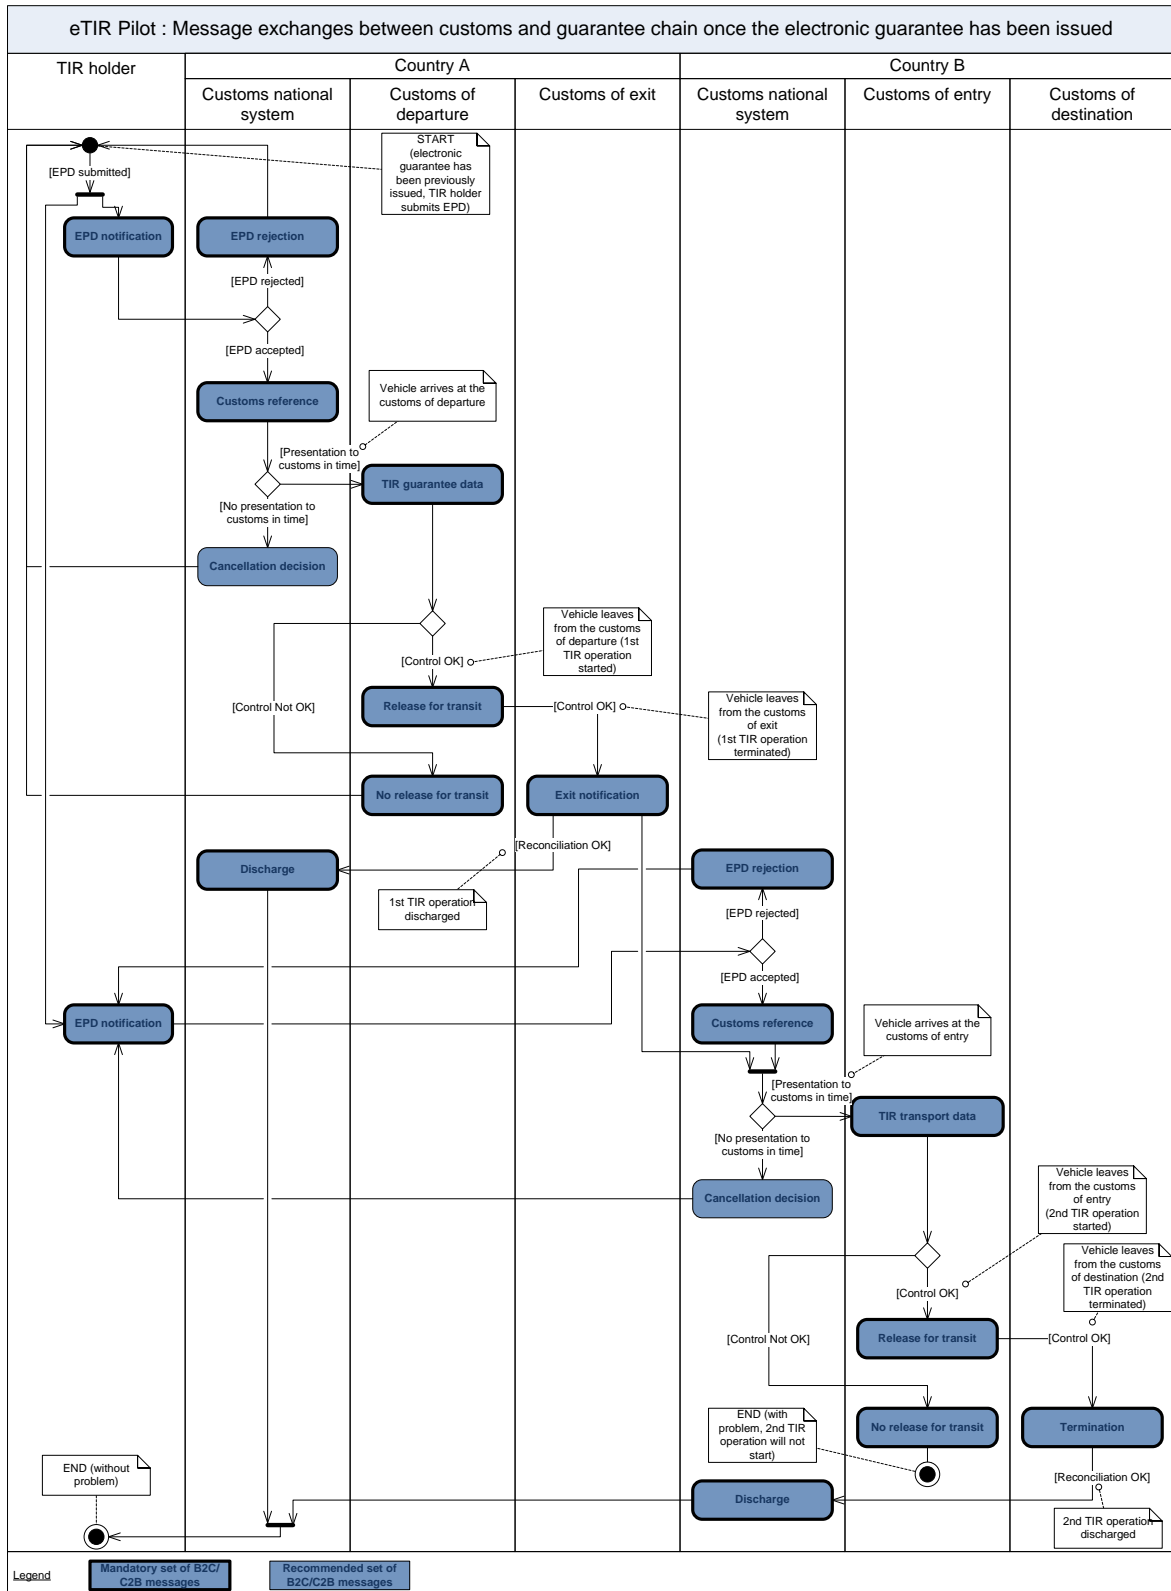 eTIR Pilot : Message exchanges between customs and guarantee chain once the electronic guarantee has been issued
TIR holder
Country A
Country B
Customs national
system
Customs of
departure
Customs of exit
Customs national
system
Customs of entry
Customs of
destination
START
(electronic
guarantee has
been previously
issued, TIR holder
submits EPD)
[EPD submitted]
EPD notification
EPD rejection
[EPD rejected]
[EPD accepted]
Customs reference
Vehicle arrives at the
customs of departure
[Presentation to
customs in time]
TIR guarantee data
[No presentation to
customs in time]
Cancellation decision
Vehicle leaves
from the customs
of departure (1st
TIR operation
started)
[Control OK]
[Control Not OK]
Release for transit
[Control OK]
Vehicle leaves
from the customs
of exit
(1st TIR operation
terminated)
No release for transit
Exit notification
[Reconciliation OK]
Discharge
1st TIR operation
discharged
EPD rejection
[EPD rejected]
[EPD accepted]
EPD notification
Customs reference
Vehicle arrives at the
customs of entry
[Presentation to
customs in time]
TIR transport data
[No presentation to
customs in time]
Cancellation decision
Vehicle leaves
from the customs
of entry
(2nd TIR operation
started)
Vehicle leaves
from the customs
of destination (2nd
TIR operation
terminated)
[Control OK]
[Control Not OK]
Release for transit
[Control OK]
END (with
problem, 2nd TIR
operation will not
start)
No release for transit
Termination
END (without
problem)
[Reconciliation OK]
Discharge
2nd TIR operation
discharged
Legend
Mandatory set of B2C/
C2B messages
Recommended set of
B2C/C2B messages